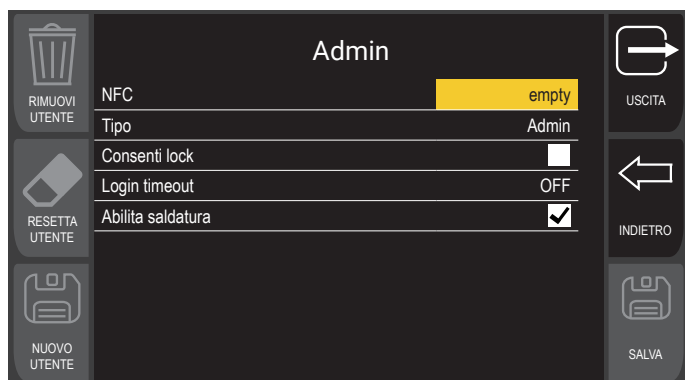 Admin
RIMUOVI
UTENTE
NFC empty
USCITA
Tipo Admin
Consenti lock
Login timeout OFF
RESETTA
UTENTE
Abilita saldatura
INDIETRO
NUOVO
UTENTE
SALVA